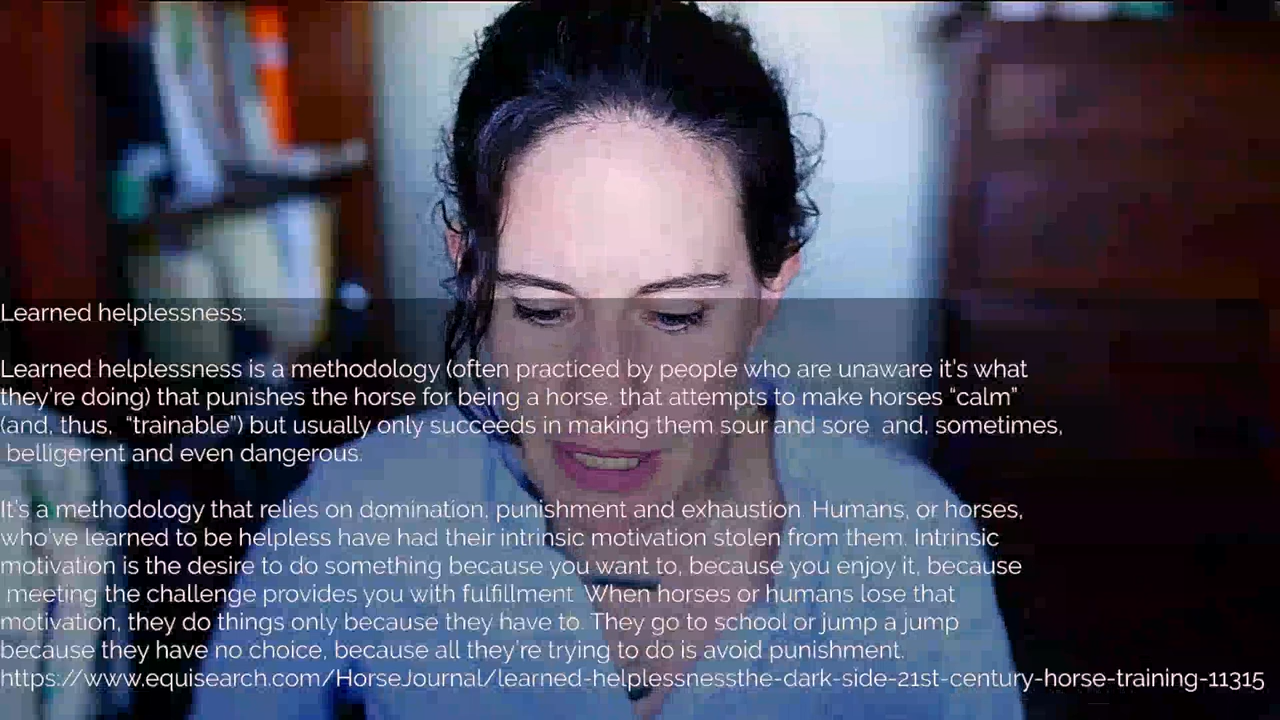 Learned helplessness:
Learned helplessness is a methodology (often practiced by people who are unaware it's what
they're doing) that punishes the horse for being a horse, that attempts to make horses “calm”
(and, thus, “trainable”) but usually only succeeds in making them sour and sore and, sometimes,
belligerent and even dangerous.
It's a methodology that relies on domination, punishment and exhaustion. Humans, or horses,
who've learned to be helpless have had their intrinsic motivation stolen from them. Intrinsic
motivation is the desire to do something because you want to, because you enjoy it, because
meeting the challenge provides you with fulfillment. When horses or humans lose that
motivation, they do things only because they have to. They go to school or jump a jump
because they have no choice, because all they're trying to do is avoid punishment.
https://www.equisearch.com/HorseJournal/learned-helplessnessthe-dark-side-21st-century-horse-training-11315